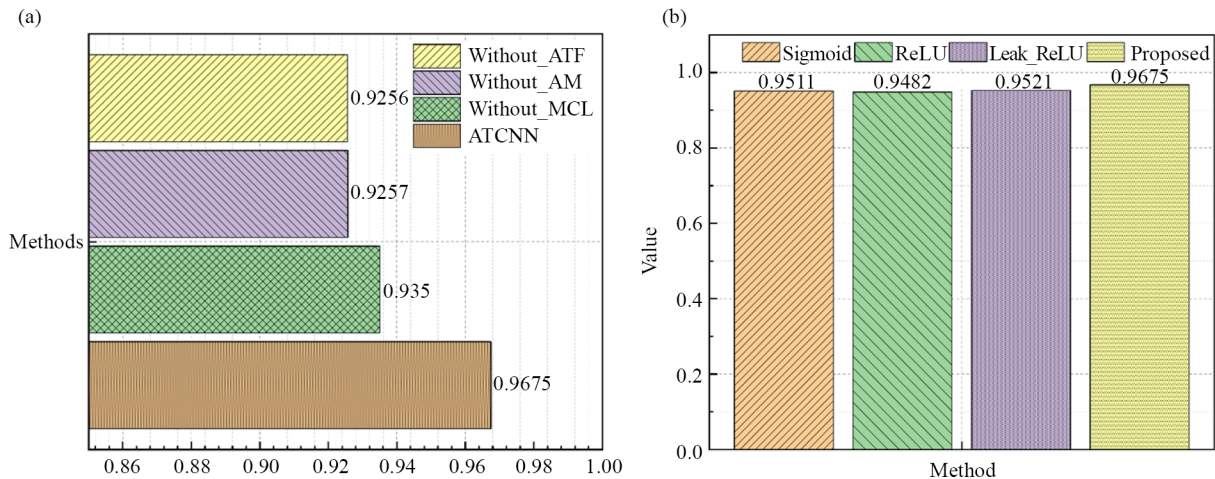 (a)
Without_ATF
Without_AM
Without_MCL
ATCNN
0.9256
0.9257
0.935
0.9675
Methods
0.86 0.88 0.90 0.92 0.94 0.96 0.98 1.00
(b)
Sigmoid ReLU Leak_ReLU Proposed
1.0
0.8
0.6
0.4
0.2
0.0
0.9511 0.9482 0.9521 0.9675
Value
Method